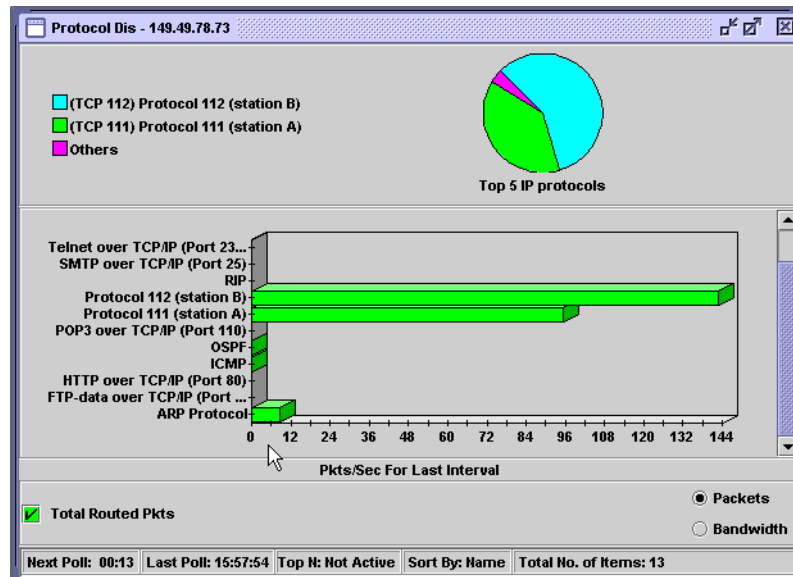 Protocol Dis - 149.49.78.73
(TCP 112) Protocol 112 (station B)
(TCP 111) Protocol 111 (station A)
Others
Top 5 IP protocols
Telnet over TCP/IP (Port 23...
SMTP over TCP/IP (Port 25)
RIP
Protocol 112 (station B)
Protocol 111 (station A)
POP3 over TCP/IP (Port 110)
OSPF
ICMP
HTTP over TCP/IP (Port 80)
FTP-data over TCP/IP (Port ...
ARP Protocol
0 12 24 36 48 60 72 84 96 108 120 132 144
Pkts/Sec For Last Interval
Total Routed Pkts
Packets
Bandwidth
Next Poll: 00:13 Last Poll: 15:57:54 Top N: Not Active Sort By: Name Total No. of Items: 13